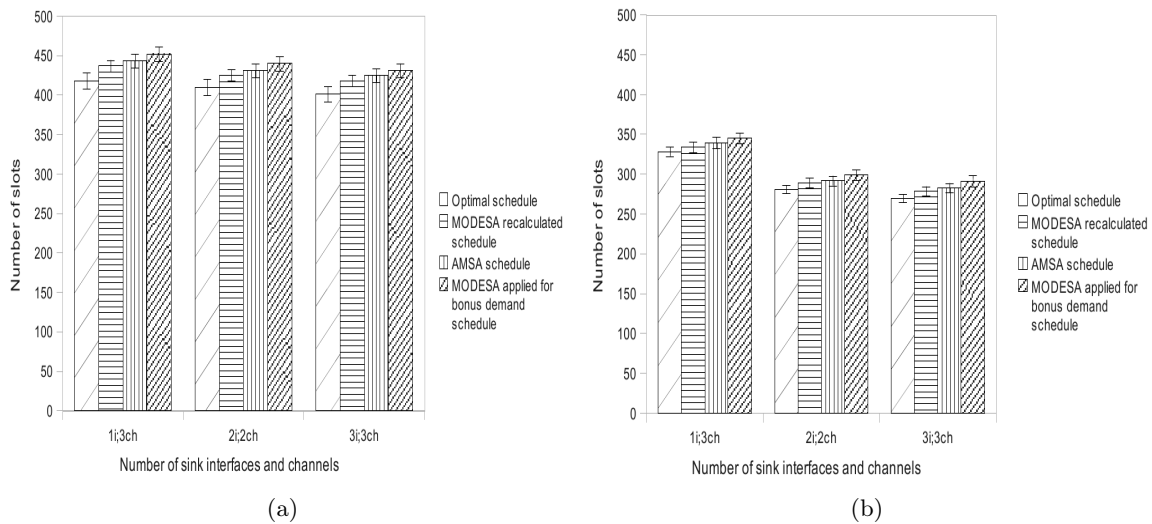 500
450
400
350
300
250
200
150
100
50
0
Number of slots
1i;3ch
2i;2ch
3i;3ch
Number of sink interfaces and channels
Optimal schedule
MODESA recalculated
schedule
AMSA schedule
MODESA applied for
bonus demand
schedule
(a)
500
450
400
350
300
250
200
150
100
50
0
Number of slots
1i;3ch
2i;2ch
3i;3ch
Number of sink interfaces and channels
Optimal schedule
MODESA recalculated
schedule
AMSA schedule
MODESA applied for
bonus demand
schedule
(b)